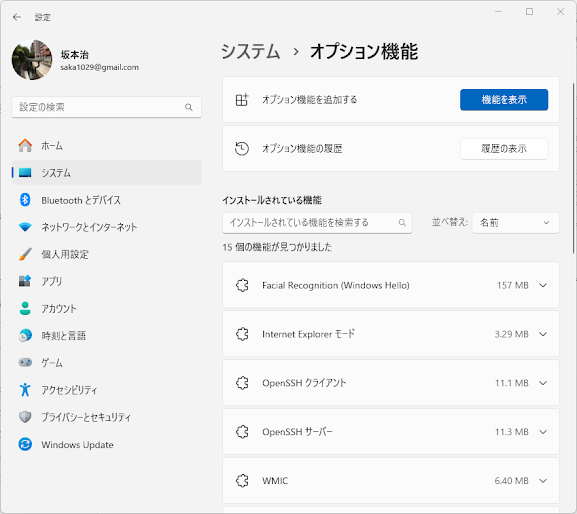 設定
坂本治
saka1029@gmail.com
設定の検索
ホーム
システム
Bluetooth とデバイス
ネットワークとインターネット
個人用設定
アプリ
アカウント
時刻と言語
ゲーム
アクセシビリティ
プライバシーとセキュリティ
Windows Update
システム › オプション機能
オプション機能を追加する 機能を表示
オプション機能の履歴 履歴の表示
インストールされている機能
インストールされている機能を検索する 並べ替え: 名前
15 個の機能が見つかりました
Facial Recognition (Windows Hello) 157 MB
Internet Explorer モード 3.29 MB
OpenSSH クライアント 11.1 MB
OpenSSH サーバー 11.3 MB
WMIC 6.40 MB